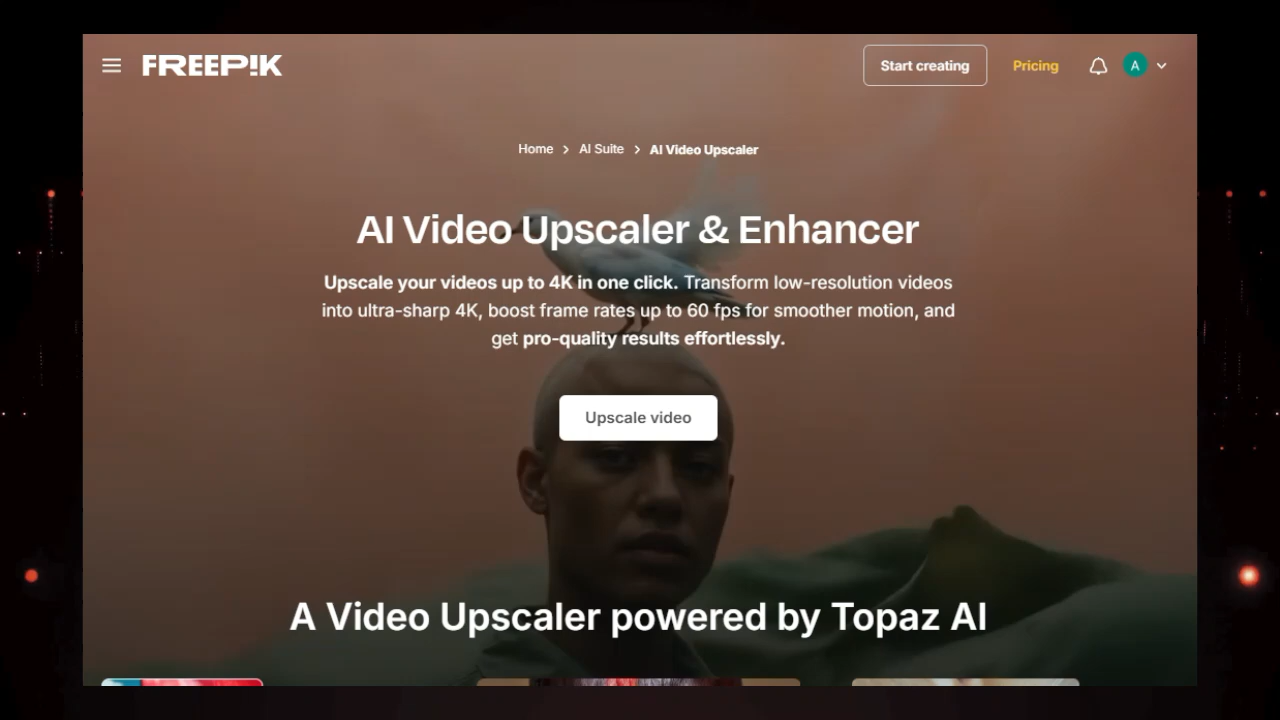 FREEPIK
Start creating
Pricing
A
Home > AI Suite > AI Video Upscaler
AI Video Upscaler & Enhancer
Upscale your videos up to 4K in one click. Transform low-resolution videos
into ultra-sharp 4K, boost frame rates up to 60 fps for smoother motion, and
get pro-quality results effortlessly.
Upscale video
A Video Upscaler powered by Topaz AI